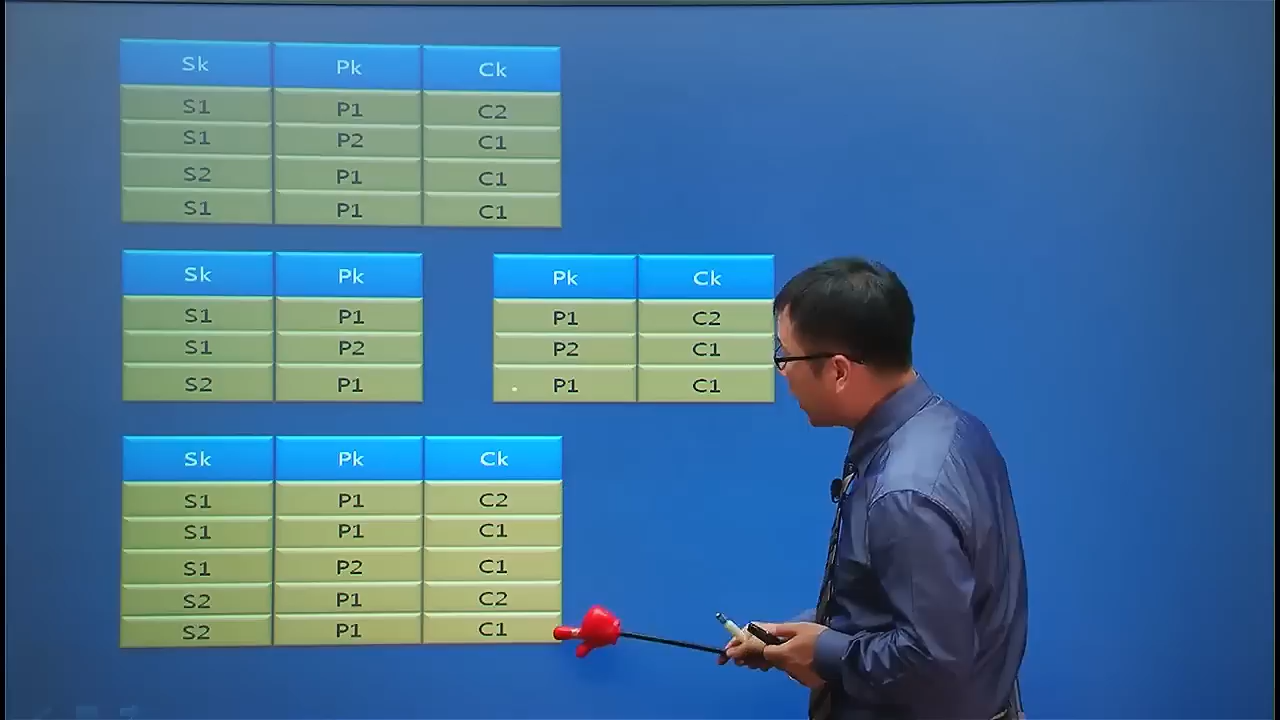 Sk Pk Ck
S1 P1 C2
S1 P2 C1
S2 P1 C1
S1 P1 C1
Sk Pk
S1 P1
S1 P2
S2 P1
Pk Ck
P1 C2
P2 C1
P1 C1
Sk Pk Ck
S1 P1 C2
S1 P1 C1
S1 P2 C1
S2 P1 C2
S2 P1 C1